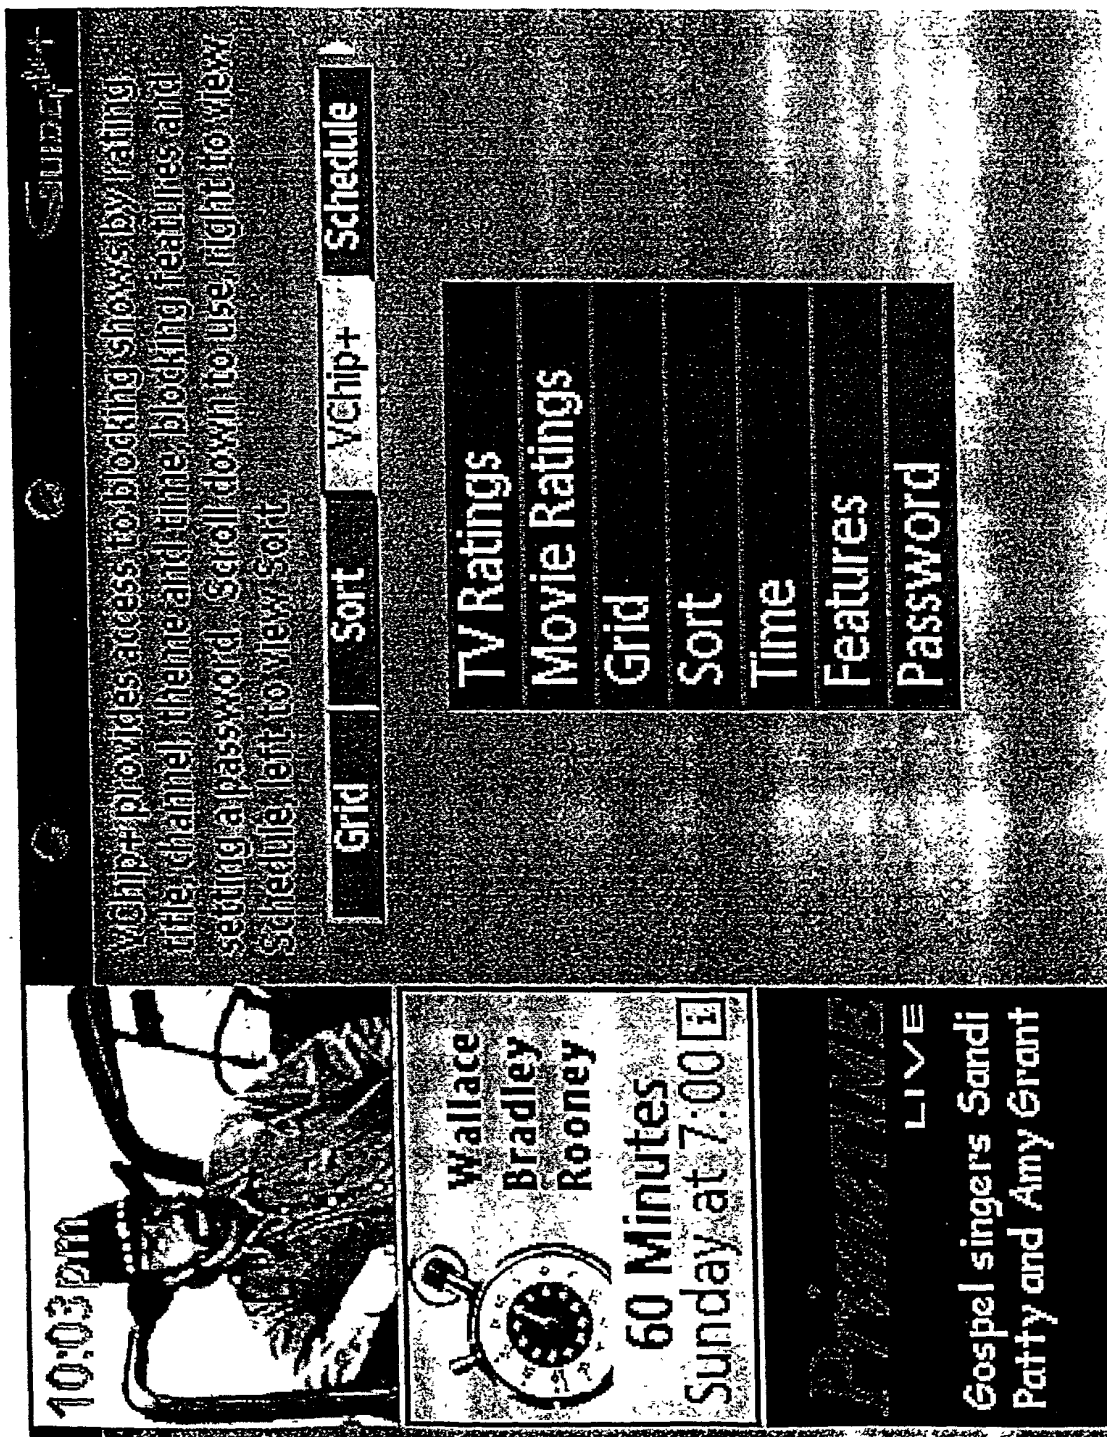 10:03pm
Wallace
Bradley
Rooney
60 Minutes
Sunday at 7:00 i
PRIMETIME
LIVE
Gospel singers Sandi
Patty and Amy Grant
VChip+ provides access to blocking shows by rating,
title, channel, theme and time blocking features and
setting a password. Scroll down to use, right to view
Schedule, left to view Sort.
Grid
Sort
VChip+
Schedule
TV Ratings
Movie Ratings
Grid
Sort
Time
Features
Password